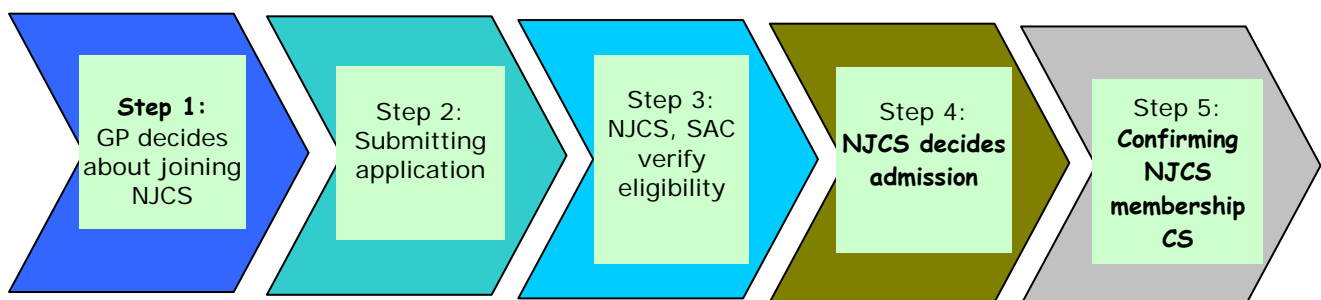 Step 1:
GP decides
about joining
NJCS
Step 2:
Submitting
application
Step 3:
NJCS, SAC
verify
eligibility
Step 4:
NJCS decides
admission
Step 5:
Confirming
NJCS
membership
CS